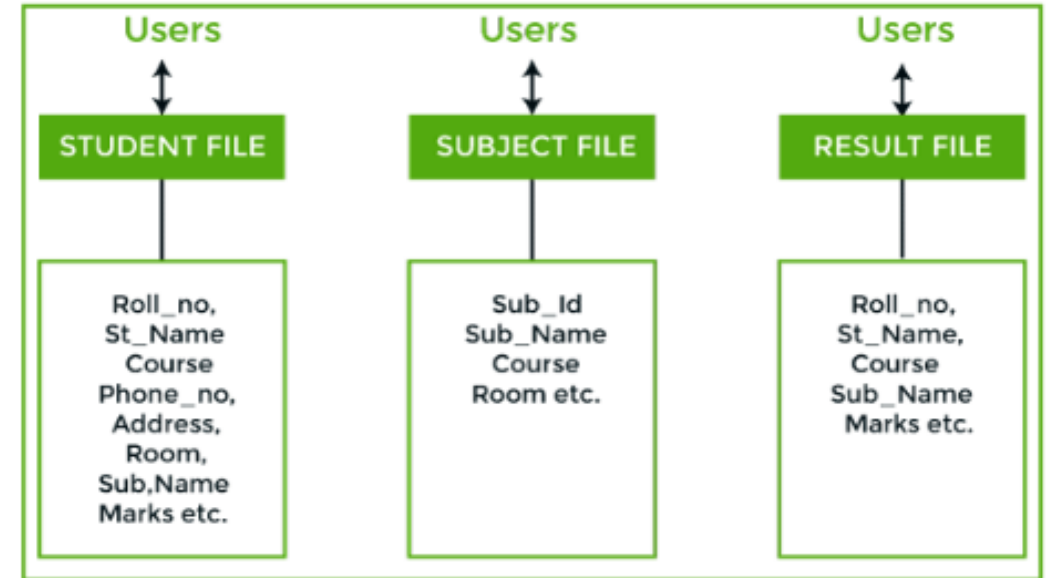 Users
STUDENT FILE
Roll_no,
St_Name
Course
Phone_no,
Address,
Room,
Sub,Name
Marks etc.
Users
SUBJECT FILE
Sub_Id
Sub_Name
Course
Room etc.
Users
RESULT FILE
Roll_no,
St_Name,
Course
Sub_Name
Marks etc.